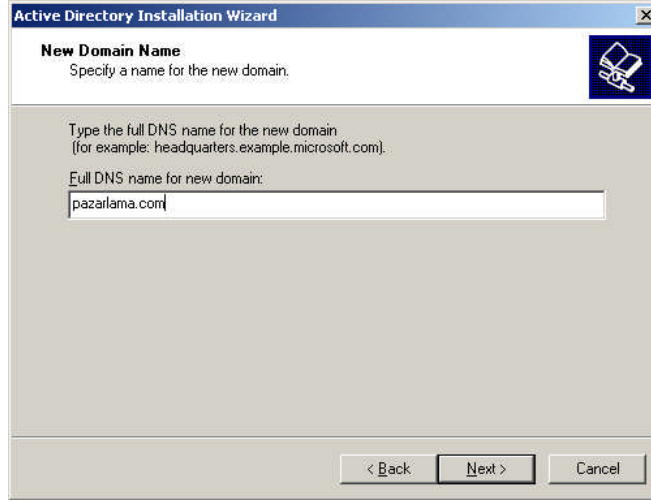 Active Directory Installation Wizard
New Domain Name
Specify a name for the new domain.
Type the full DNS name for the new domain
(for example: headquarters.example.microsoft.com).
Full DNS name for new domain:
pazarlama.com
< Back
Next >
Cancel